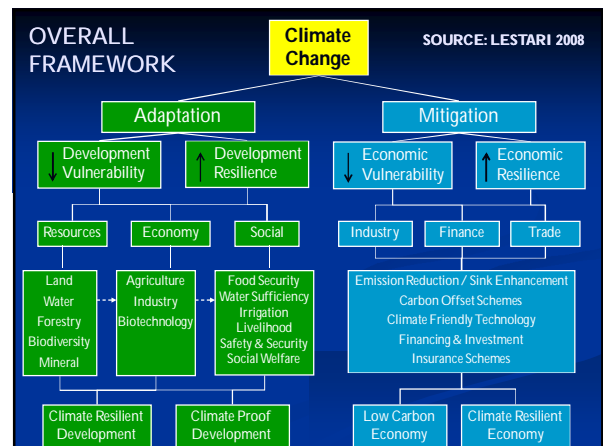 OVERALL
FRAMEWORK
Climate
Change
SOURCE: LESTARI 2008
Adaptation
Mitigation
↓ Development
Vulnerability
↑ Development
Resilience
↓ Economic
Vulnerability
↑ Economic
Resilience
Resources
Economy
Social
Industry
Finance
Trade
Land
Water
Forestry
Biodiversity
Mineral
Agriculture
Industry
Biotechnology
Food Security
Water Sufficiency
Irrigation
Livelihood
Safety & Security
Social Welfare
Emission Reduction / Sink Enhancement
Carbon Offset Schemes
Climate Friendly Technology
Financing & Investment
Insurance Schemes
Climate Resilient
Development
Climate Proof
Development
Low Carbon
Economy
Climate Resilient
Economy